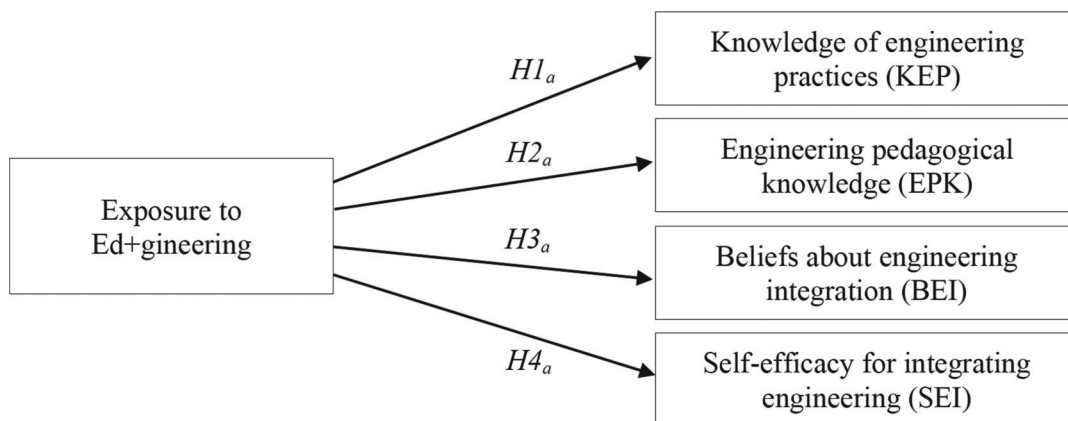 Exposure to
Ed+gineering
H1a
H2a
H3a
H4a
Knowledge of engineering
practices (KEP)
Engineering pedagogical
knowledge (EPK)
Beliefs about engineering
integration (BEI)
Self-efficacy for integrating
engineering (SEI)